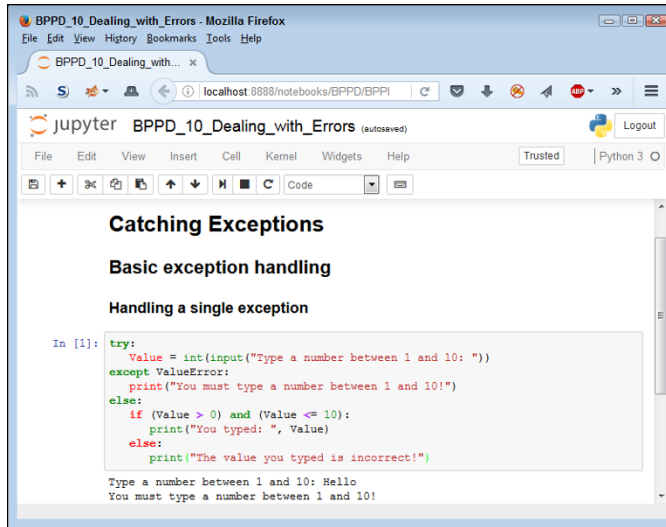 BPPD_10_Dealing_with_Errors - Mozilla Firefox
File Edit View History Bookmarks Tools Help
BPPD_10_Dealing_with... ×
S) i localhost:8888/notebooks/BPPD/BPPI ABP »
jupyter BPPD_10_Dealing_with_Errors (autosaved) Logout
File Edit View Insert Cell Kernel Widgets Help Trusted Python 3
Code
Catching Exceptions
Basic exception handling
Handling a single exception
In [1]: try:
Value = int(input("Type a number between 1 and 10: "))
except ValueError:
print("You must type a number between 1 and 10!")
else:
if (Value > 0) and (Value <= 10):
print("You typed: ", Value)
else:
print("The value you typed is incorrect!")
Type a number between 1 and 10: Hello
You must type a number between 1 and 10!